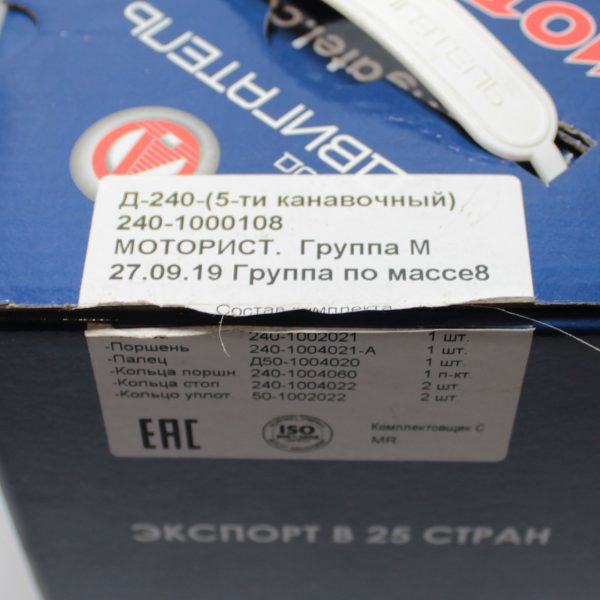 МОТО
gatel.c
ДВИГАТЕЛЬ
Д-240-(5-ти канавочный)
240-1000108
МОТОРИСТ. Группа М
27.09.19 Группа по массе8
Состав комплекта
240-1002021 1 шт.
-Поршень 240-1004021-А 1 шт.
-Палец Д50-1004020 1 шт.
-Кольца поршн. 240-1004060 1 п-кт.
-Кольца стоп 240-1004022 2 шт.
-Кольцо уплот. 50-1002022 2 шт.
ЕАС
ISO
Комплектовщик С
MR
ЭКСПОРТ В 25 СТРАН